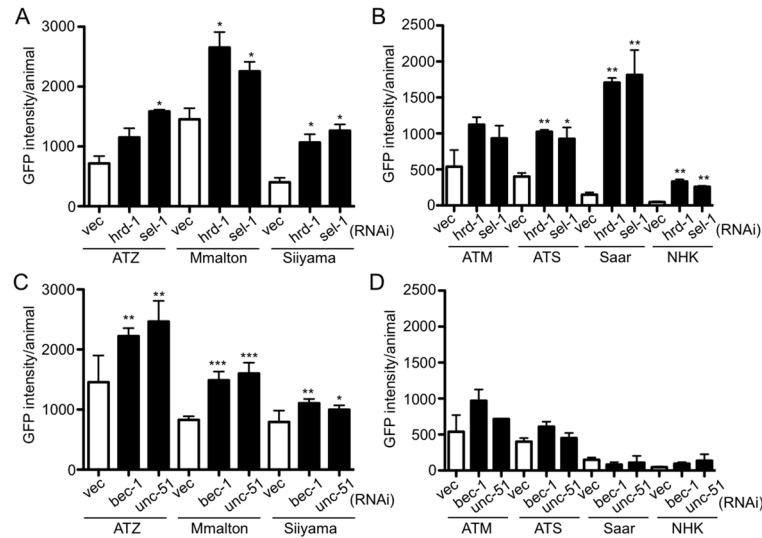 A
GFP intensity/animal
3000
2000
1000
0
*
*
*
*
*
vec
hrd-1
sel-1
vec
hrd-1
sel-1
vec
hrd-1
sel-1
(RNAi)
ATZ
Mmalton
Siiyama
B
GFP intensity/animal
2500
2000
1500
1000
500
0
**
*
**
**
**
**
vec
hrd-1
sel-1
vec
hrd-1
sel-1
vec
hrd-1
sel-1
vec
hrd-1
sel-1
(RNAi)
ATM
ATS
Saar
NHK
C
GFP intensity/animal
3000
2000
1000
0
**
**
***
***
**
*
vec
bec-1
unc-51
vec
bec-1
unc-51
vec
bec-1
unc-51
(RNAi)
ATZ
Mmalton
Siiyama
D
GFP intensity/animal
2500
2000
1500
1000
500
0
vec
bec-1
unc-51
vec
bec-1
unc-51
vec
bec-1
unc-51
vec
bec-1
unc-51
(RNAi)
ATM
ATS
Saar
NHK